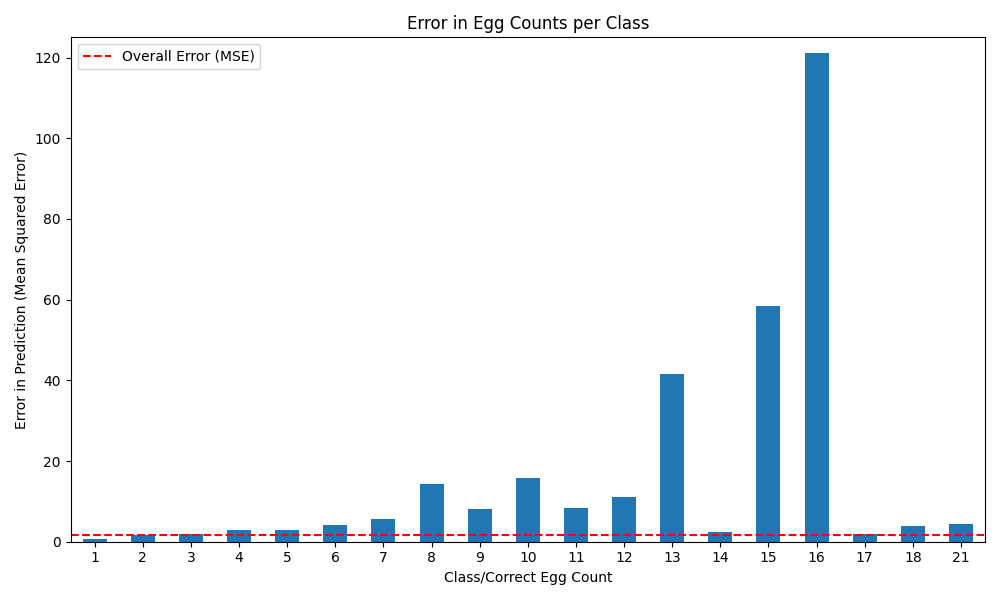 Error in Egg Counts per Class
Overall Error (MSE)
Error in Prediction (Mean Squared Error)
120
100
80
60
40
20
0
1 2 3 4 5 6 7 8 9 10 11 12 13 14 15 16 17 18 21
Class/Correct Egg Count